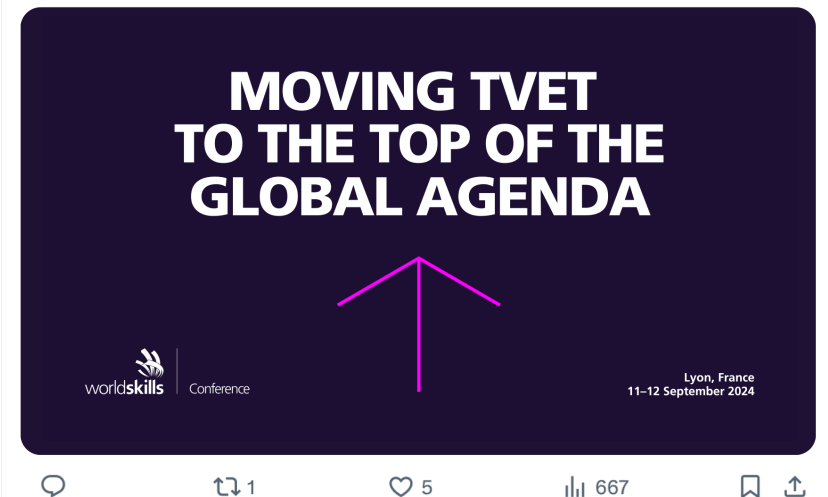 MOVING TVET
TO THE TOP OF THE
GLOBAL AGENDA
worldskills
Conference
Lyon, France
11–12 September 2024
1
5
667